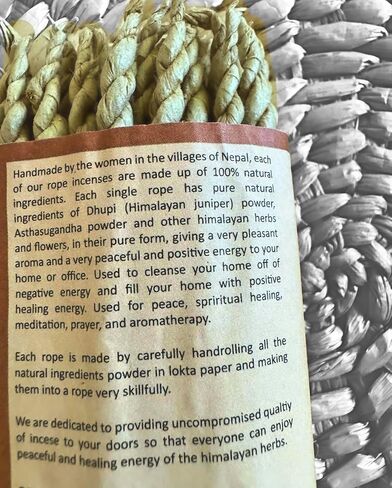 Handmade by the women in the villages of Nepal, each
of our rope incenses are made up of 100% natural
ingredients. Each single rope has pure natural
ingredients of Dhupi (Himalayan juniper) powder,
Asthasugandha powder and other himalayan herbs
and flowers, in their pure form, giving a very pleasant
aroma and a very peaceful and positive energy to your
home or office. Used to cleanse your home off of
negative energy and fill your home with positive
healing energy. Used for peace, spriritual healing,
meditation, prayer, and aromatherapy.
Each rope is made by carefully handrolling all the
natural ingredients powder in lokta paper and making
them into a rope very skillfully.
We are dedicated to providing uncompromised qualtiy
of incese to your doors so that everyone can enjoy
peaceful and healing energy of the himalayan herbs.